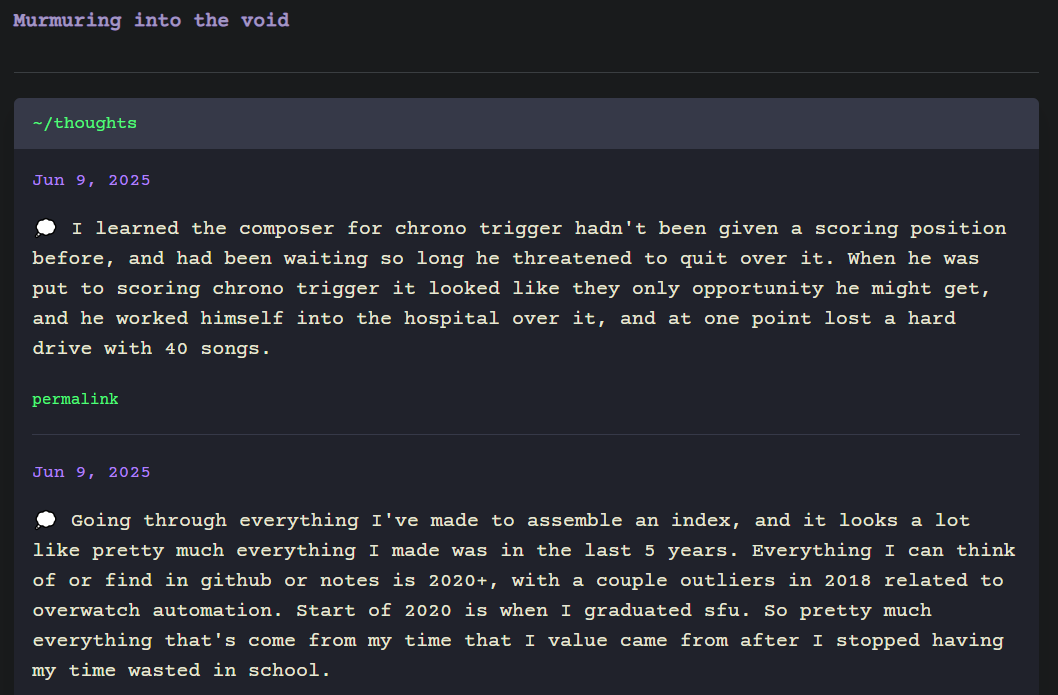 Murmuring into the void
~/thoughts
Jun 9, 2025
💭 I learned the composer for chrono trigger hadn't been given a scoring position
before, and had been waiting so long he threatened to quit over it. When he was
put to scoring chrono trigger it looked like they only opportunity he might get,
and he worked himself into the hospital over it, and at one point lost a hard
drive with 40 songs.
permalink
Jun 9, 2025
💭 Going through everything I've made to assemble an index, and it looks a lot
like pretty much everything I made was in the last 5 years. Everything I can think
of or find in github or notes is 2020+, with a couple outliers in 2018 related to
overwatch automation. Start of 2020 is when I graduated sfu. So pretty much
everything that's come from my time that I value came from after I stopped having
my time wasted in school.